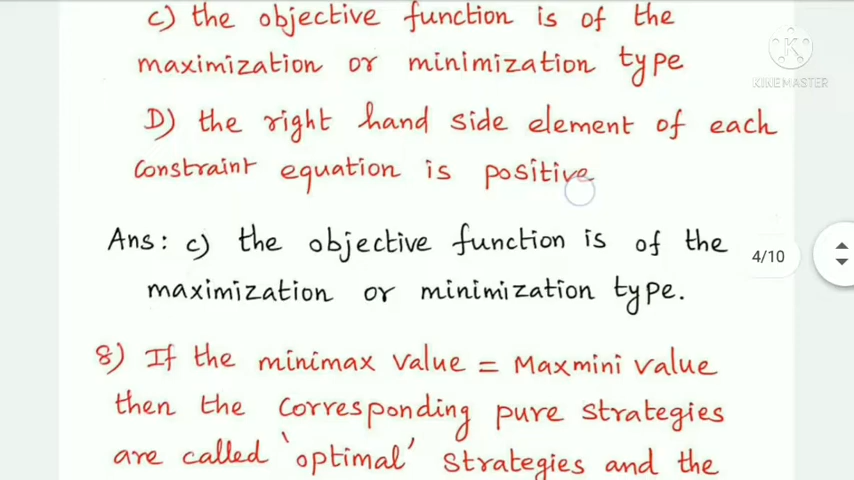 c) the objective function is of the
maximization or minimization type
KINEMASTER
D) the right hand side element of each
constraint equation is positive
Ans: c) the objective function is of the
maximization or minimization type.
4/10
8) If the minimax value = Maxmini value
then the corresponding pure strategies
are called 'optimal' strategies and the